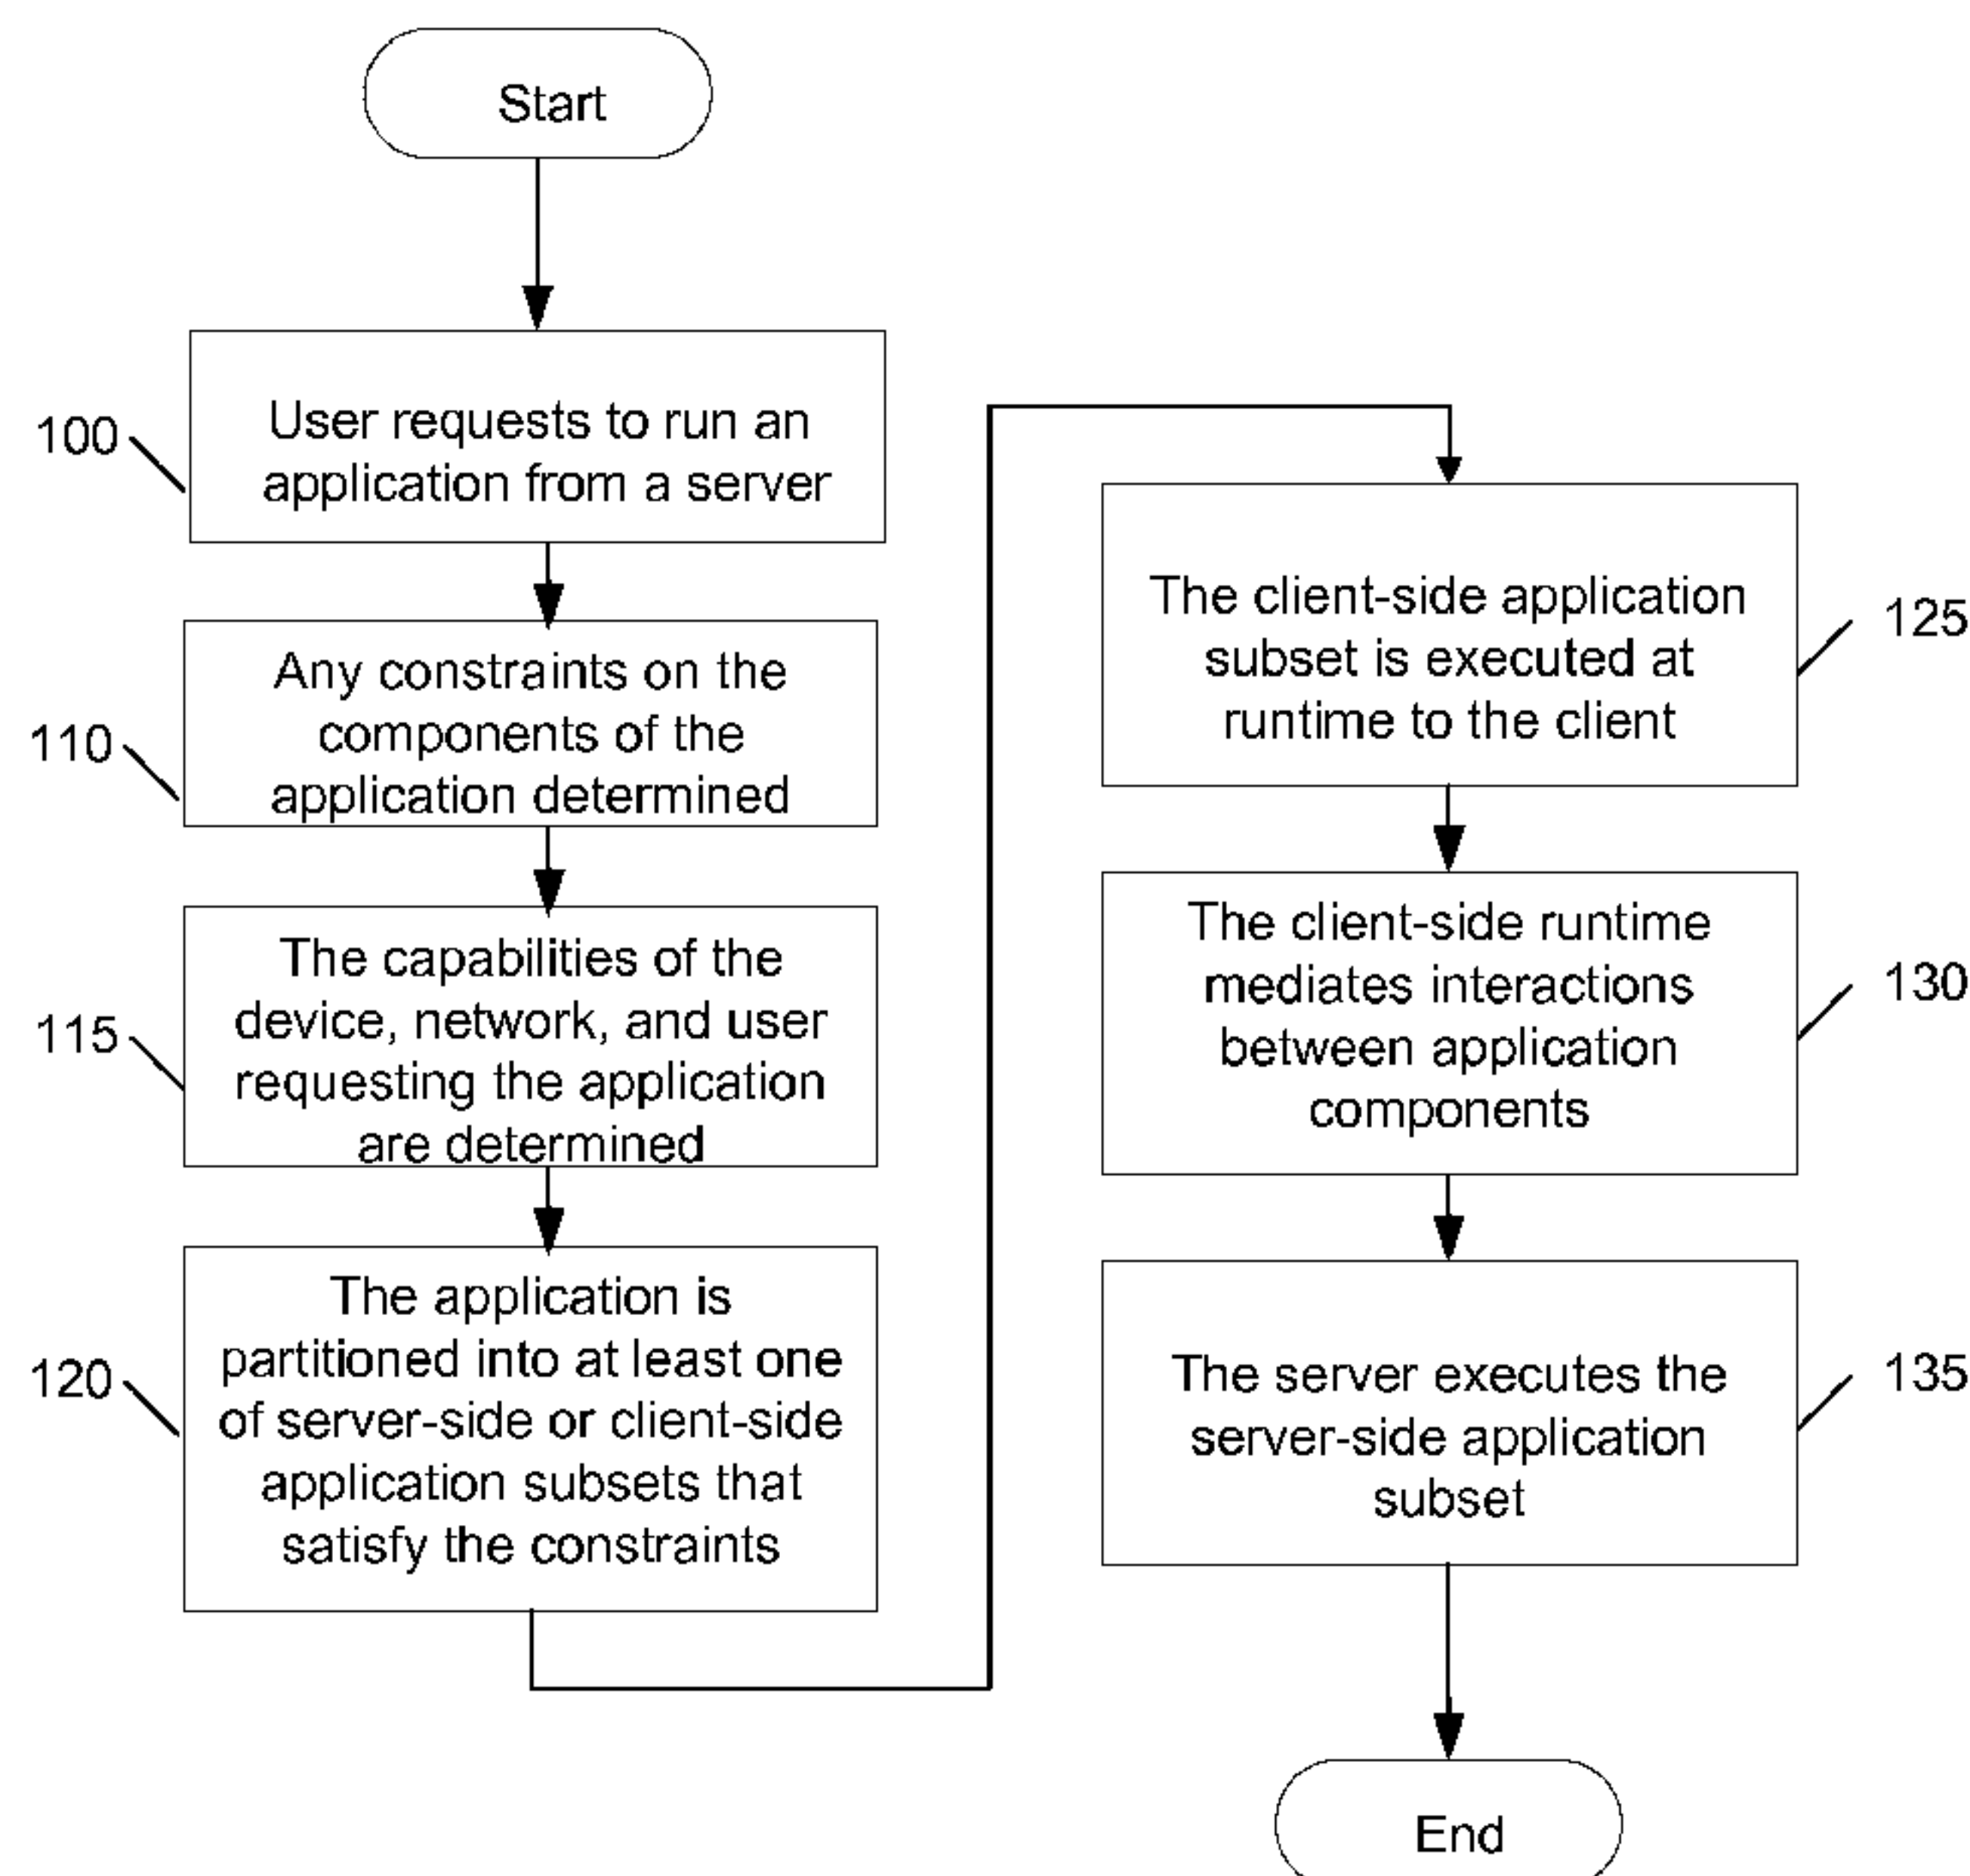 Start
100
User requests to run an
application from a server
110
Any constraints on the
components of the
application determined
115
The capabilities of the
device, network, and user
requesting the application
are determined
120
The application is
partitioned into at least one
of server-side or client-side
application subsets that
satisfy the constraints
The client-side application
subset is executed at
runtime to the client
125
The client-side runtime
mediates interactions
between application
components
130
The server executes the
server-side application
subset
135
End